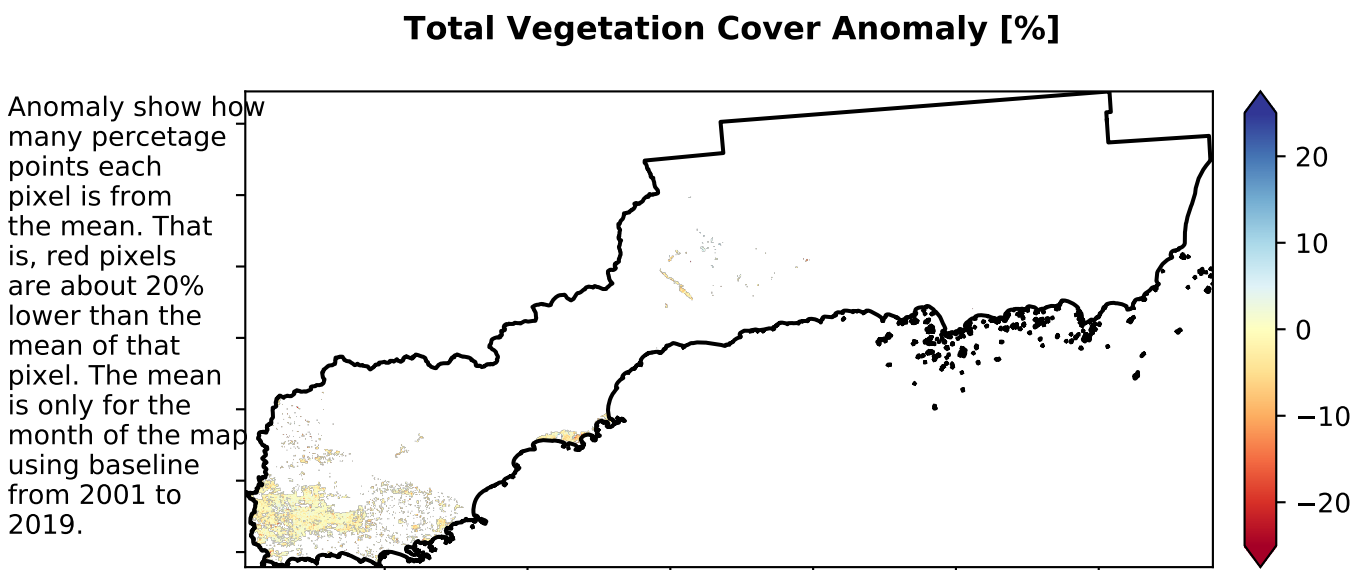 Total Vegetation Cover Anomaly [%]
Anomaly show how
many percetage
points each
pixel is from
the mean. That
is, red pixels
are about 20%
lower than the
mean of that
pixel. The mean
is only for the
month of the map
using baseline
from 2001 to
2019.
20
10
0
−10
−20